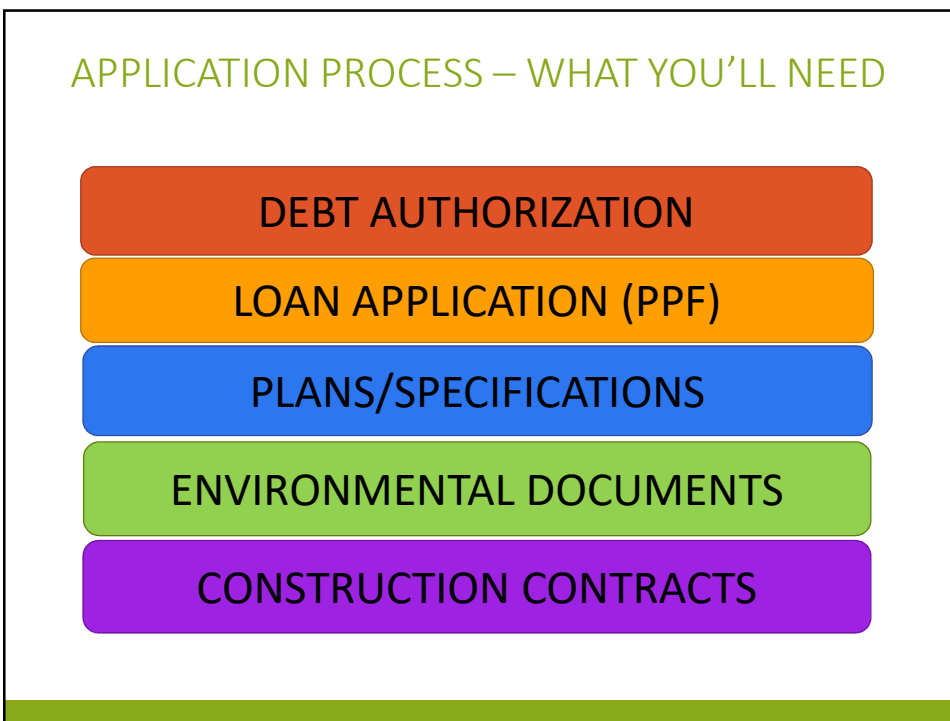 APPLICATION PROCESS – WHAT YOU'LL NEED
DEBT AUTHORIZATION
LOAN APPLICATION (PPF)
PLANS/SPECIFICATIONS
ENVIRONMENTAL DOCUMENTS
CONSTRUCTION CONTRACTS